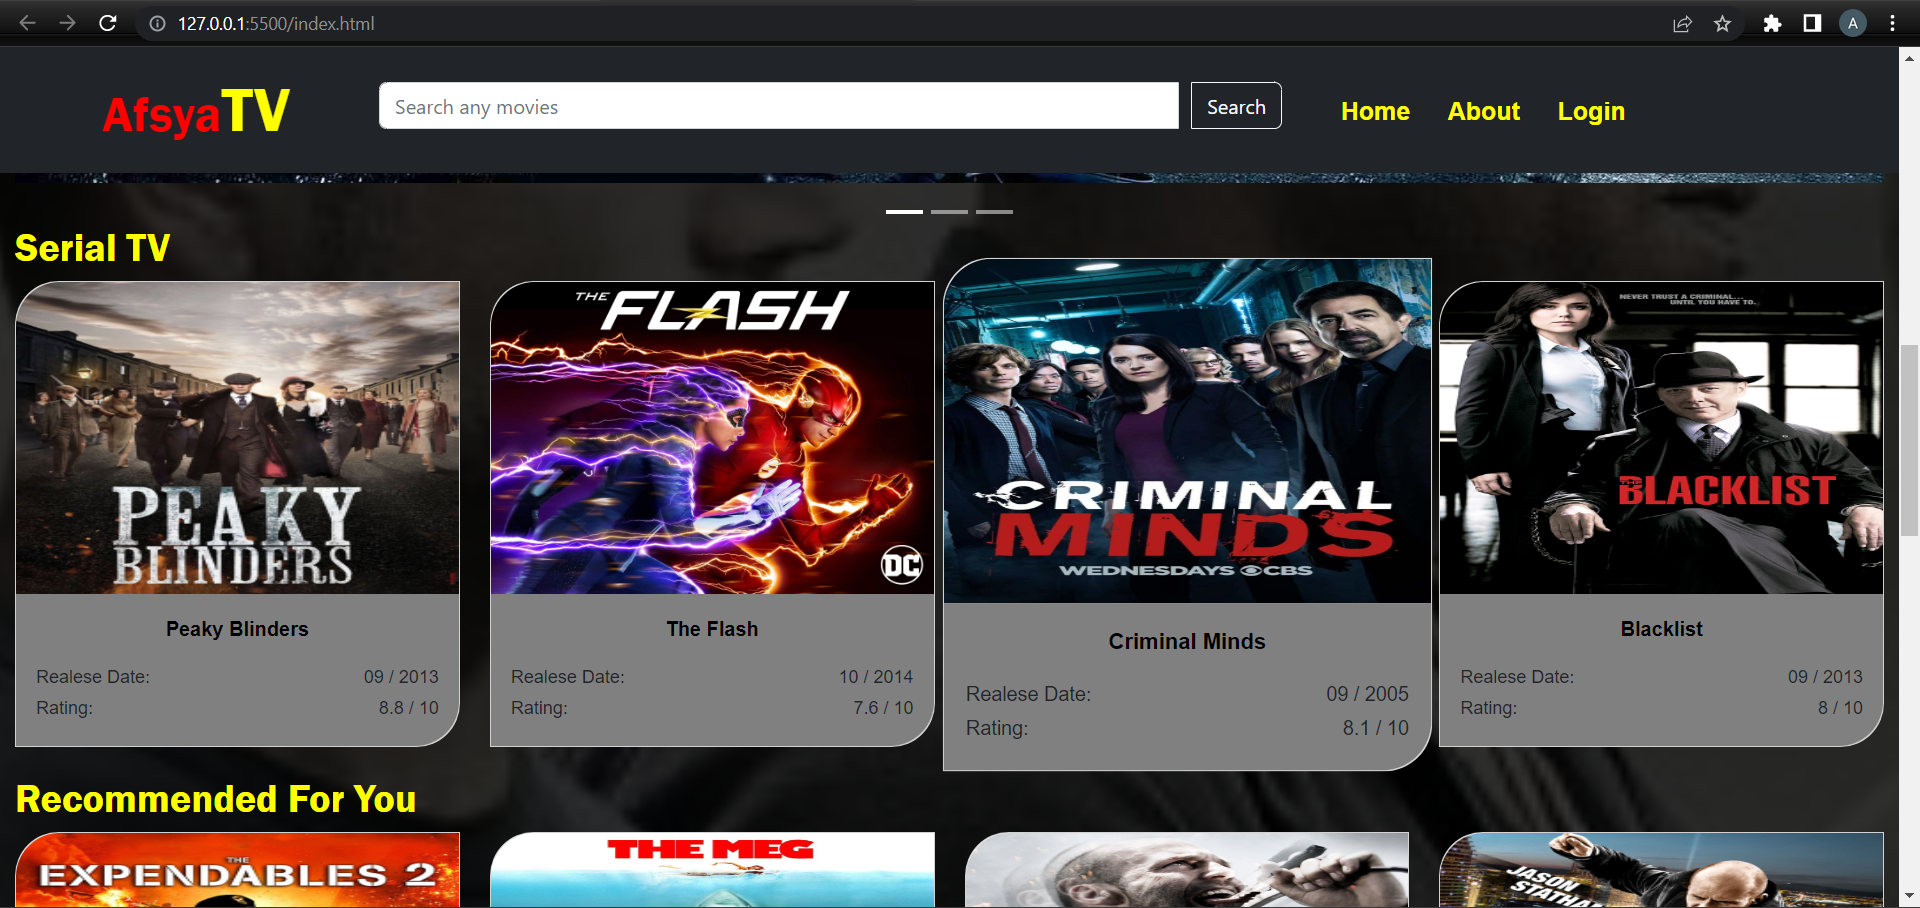 127.0.0.1:5500/index.html
A
AfsyaTV
Search any movies
Search
Home
About
Login
Serial TV
PEAKY
BLINDERS
Peaky Blinders
Realese Date: 09 / 2013
Rating: 8.8 / 10
THE
FLASH
DC
The Flash
Realese Date: 10 / 2014
Rating: 7.6 / 10
CRIMINAL
MINDS
WEDNESDAYS CBS
Criminal Minds
Realese Date: 09 / 2005
Rating: 8.1 / 10
NEVER TRUST A CRIMINAL...
UNTIL YOU HAVE TO.
THE
BLACKLIST
Blacklist
Realese Date: 09 / 2013
Rating: 8 / 10
Recommended For You
THE
EXPENDABLES 2
THE MEG
JASON
STATHA